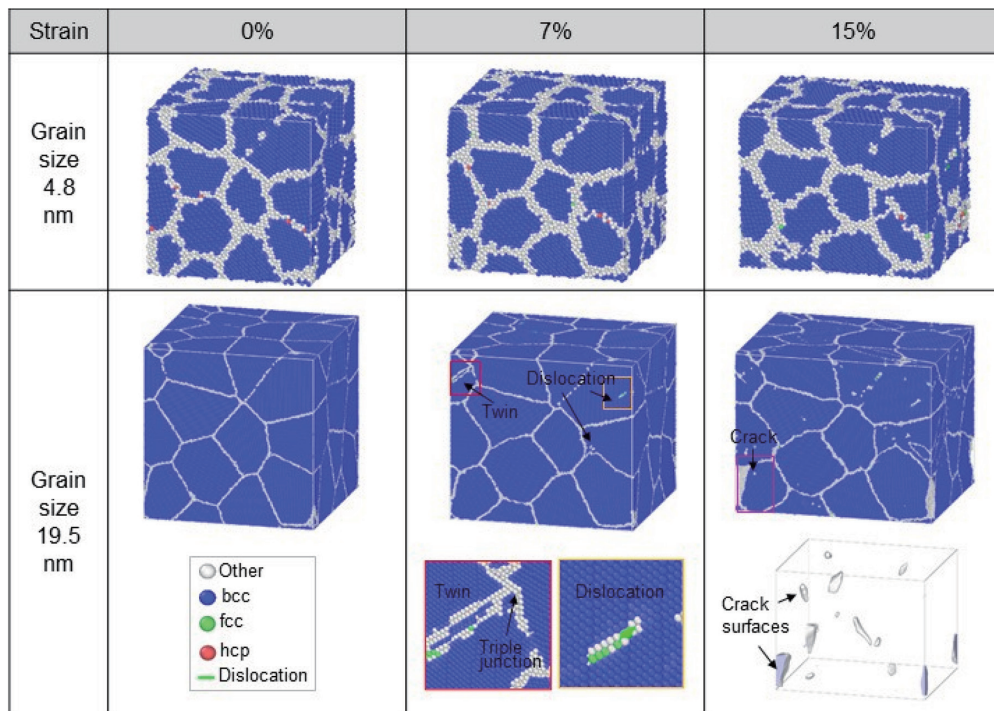 Strain
0%
7%
15%
Grain
size
4.8
nm
Grain
size
19.5
nm
Twin
Dislocation
Crack
Other
bcc
fcc
hcp
Dislocation
Twin
Triple
junction
Dislocation
Crack
surfaces